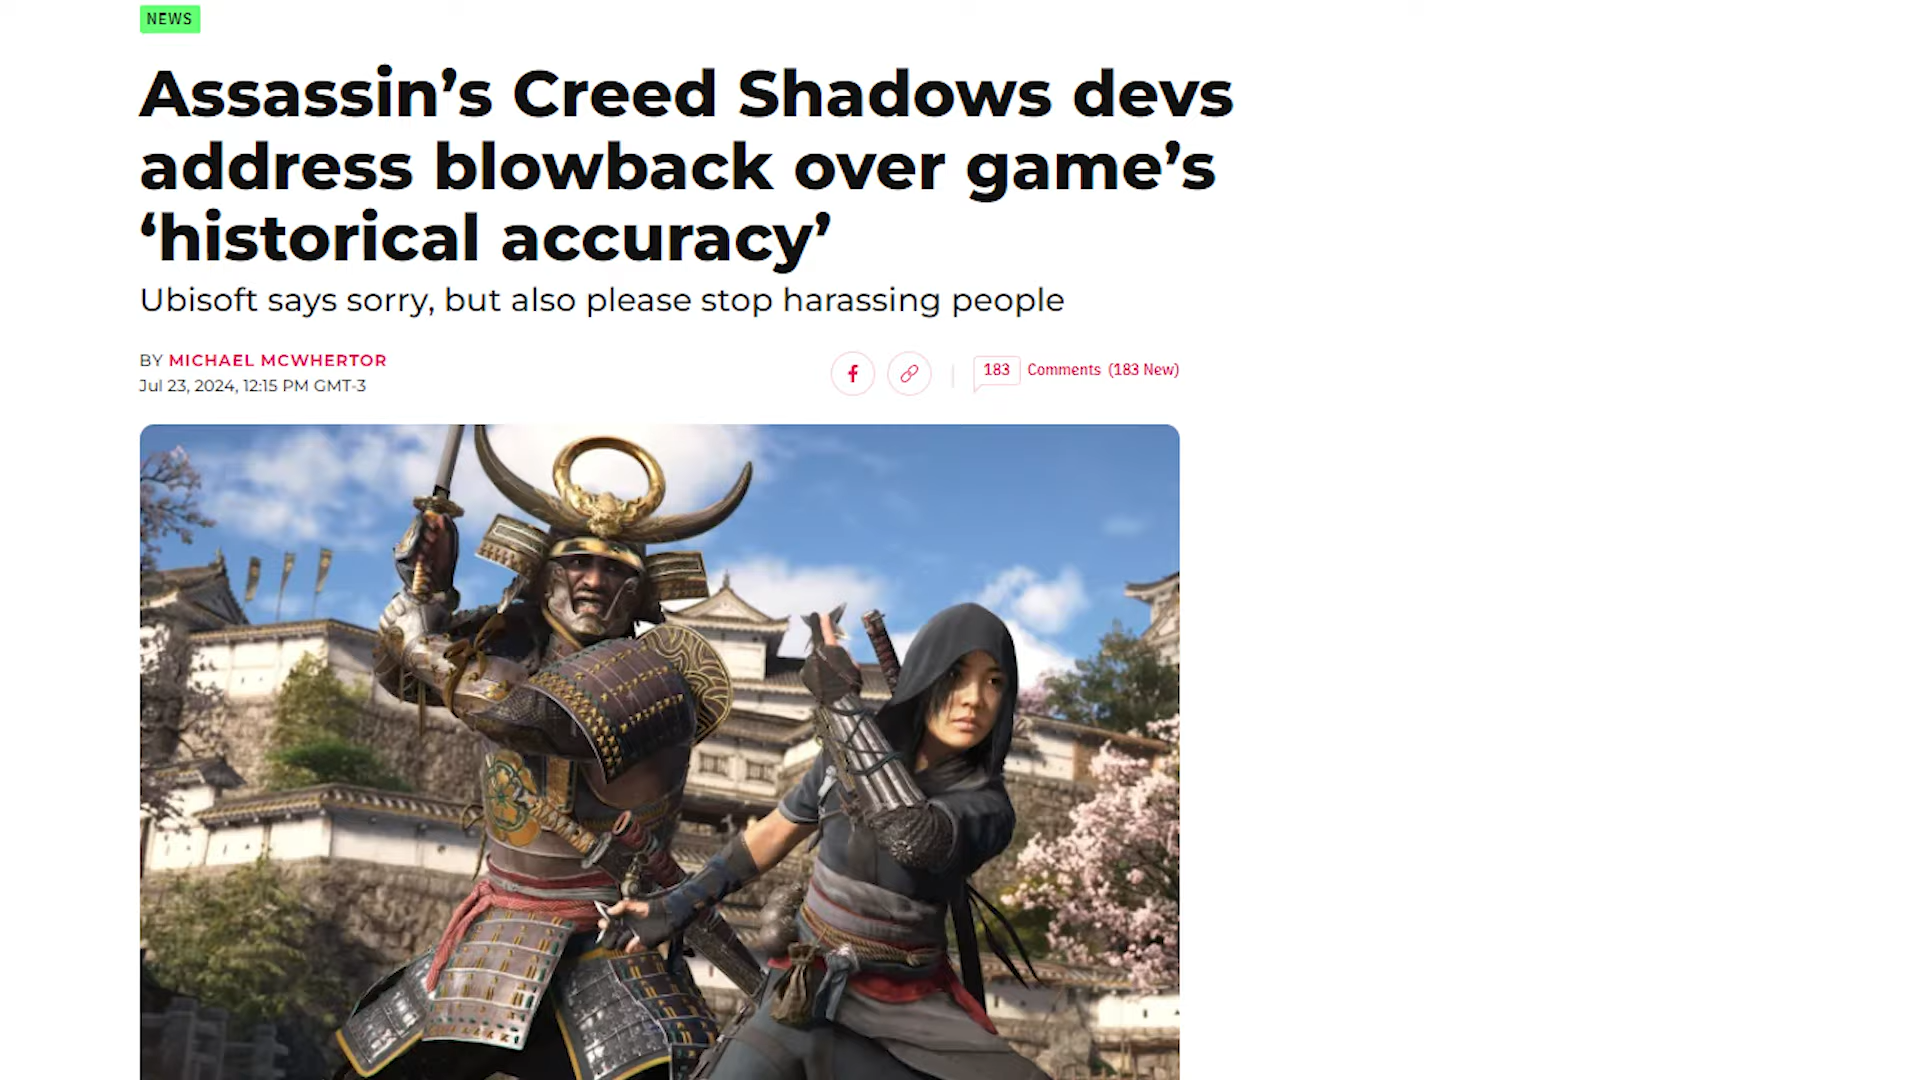 NEWS
Assassin’s Creed Shadows devs
address blowback over game’s
‘historical accuracy’
Ubisoft says sorry, but also please stop harassing people
BY MICHAEL MCWHERTOR
Jul 23, 2024, 12:15 PM GMT-3
183 Comments (183 New)